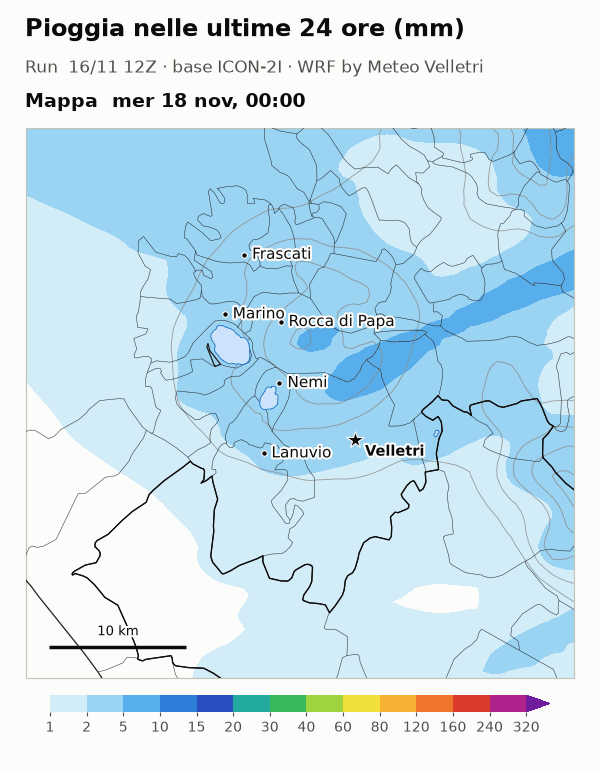 Pioggia nelle ultime 24 ore (mm)
Run  16/11 12Z · base ICON-2I · WRF by Meteo Velletri
Mappa  mer 18 nov, 00:00
Frascati
Marino
Rocca di Papa
Nemi
Velletri
Lanuvio
10 km
1 2 5 10 15 20 30 40 60 80 120 160 240 320